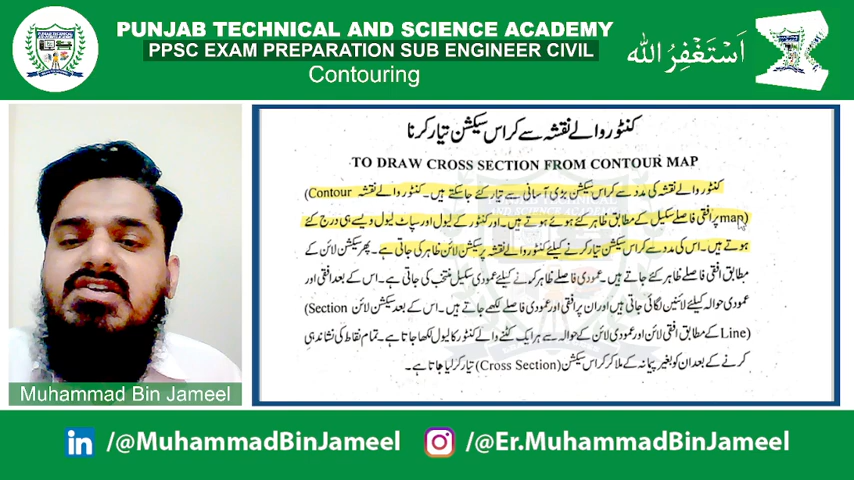 PUNJAB TECHNICAL AND SCIENCE ACADEMY
PPSC EXAM PREPARATION SUB ENGINEER CIVIL
Contouring
اَسْتَغْفِرُ اللّٰه
کنٹور والے نقشہ سے کراس سیکشن تیار کرنا
TO DRAW CROSS SECTION FROM CONTOUR MAP
کنٹور والے نقشہ کی مدد سے کراس سیکشن بڑی آسانی سے تیار کئے جا سکتے ہیں۔ کنٹور والے نقشہ (Contour
map) پر افقی فاصلے سکیل کے مطابق ظاہر کئے ہوئے ہوتے ہیں۔ اور کنٹور کے لیول اور سپاٹ لیول ویسے ہی درج کئے
ہوتے ہیں۔ اس کی مدد سے کراس سیکشن تیار کرنے کیلئے کنٹور والے نقشہ پر سیکشن لائن ظاہر کی جاتی ہے۔ پھر سیکشن لائن کے
مطابق افقی فاصلے ظاہر کئے جاتے ہیں۔ عمودی فاصلے ظاہر کرنے کیلئے عمودی سکیل منتخب کی جاتی ہے۔ اس کے بعد افقی اور
عمودی حوالہ کیلئے لائنیں لگائی جاتی ہیں اور ان پر افقی اور عمودی فاصلے لکھے جاتے ہیں۔ اس کے بعد سیکشن لائن (Section
Line) کے مطابق افقی لائن اور عمودی لائن کے حوالہ سے ہر ایک کٹنے والے کنٹور کا لیول لکھا جاتا ہے۔ تمام نقاط کی نشاندہی
کرنے کے بعد ان کو بغیر پیمانہ کے ملا کر کراس سیکشن (Cross Section) تیار کر لیا جاتا ہے۔
Muhammad Bin Jameel
/@MuhammadBinJameel
/@Er.MuhammadBinJameel